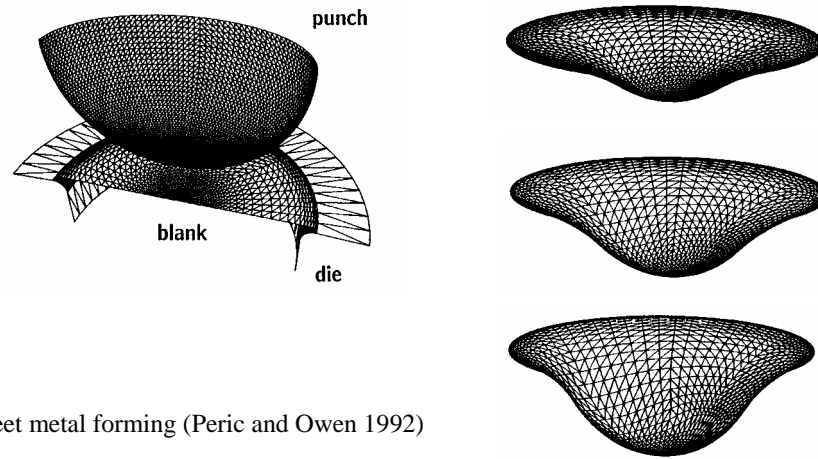 punch
blank
die
eet metal forming (Peric and Owen 1992)